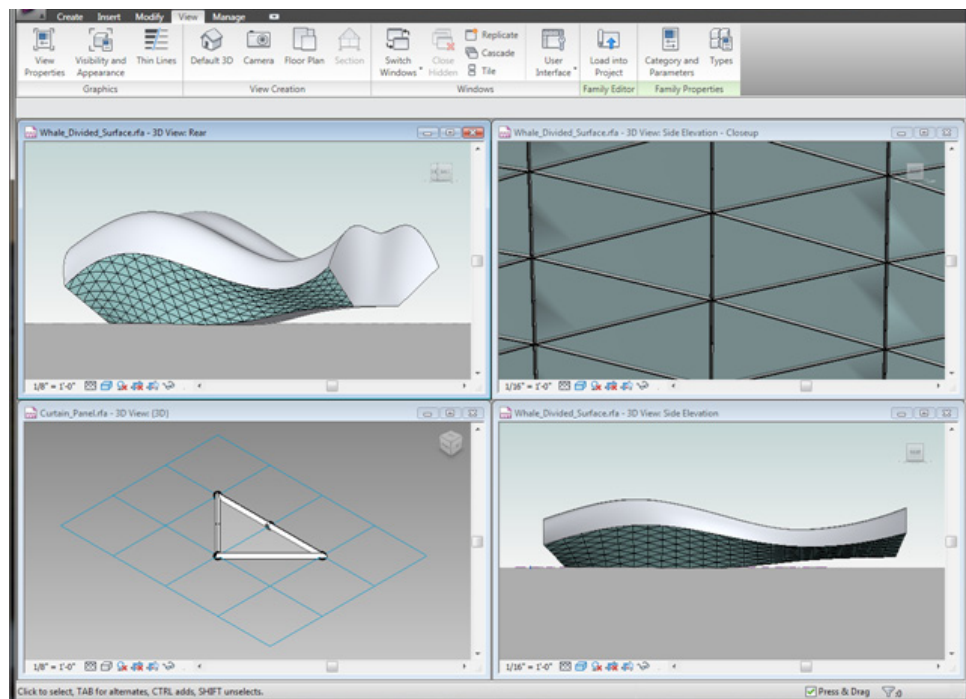 Create Insert Modify View Manage
View Properties
Visibility and Appearance
Thin Lines
Default 3D
Camera
Floor Plan
Section
Switch Windows
Close Hidden
Replicate
Cascade
Tile
User Interface
Load into Project
Category and Parameters
Types
Graphics
View Creation
Windows
Family Editor
Family Properties
Whale_Divided_Surface.rfa - 3D View: Rear
Whale_Divided_Surface.rfa - 3D View: Side Elevation - Closeup
1/8" = 1'-0"
1/16" = 1'-0"
Curtain_Panel.rfa - 3D View: {3D}
Whale_Divided_Surface.rfa - 3D View: Side Elevation
1/8" = 1'-0"
1/16" = 1'-0"
Click to select, TAB for alternates, CTRL adds, SHIFT unselects.
Press & Drag
:0